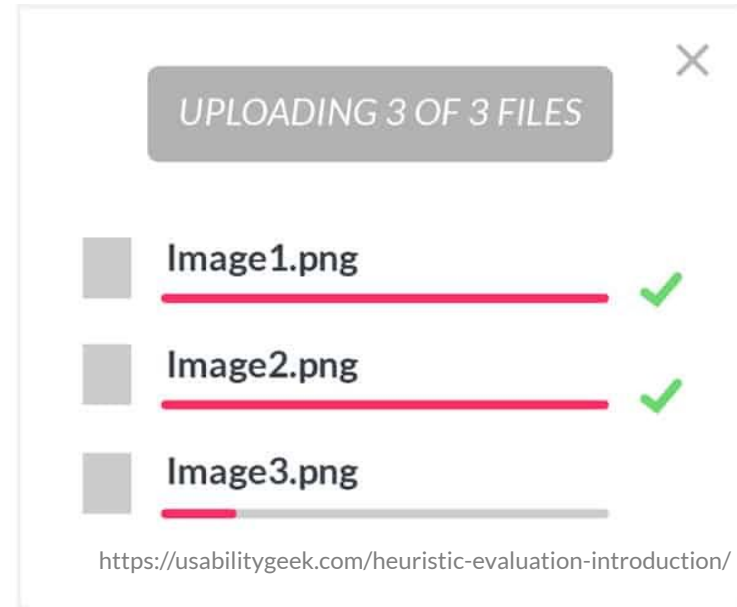 UPLOADING 3 OF 3 FILES
Image1.png
Image2.png
Image3.png
https://usabilitygeek.com/heuristic-evaluation-introduction/